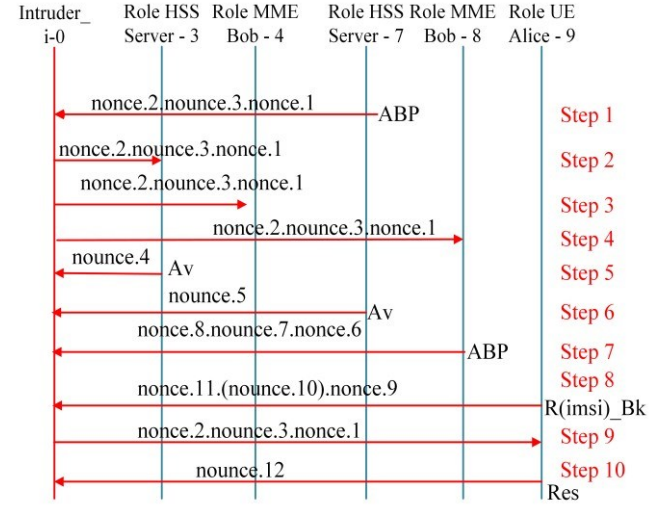 Intruder_ Role HSS Role MME Role HSS Role MME Role UE
i-0 Server - 3 Bob - 4 Server - 7 Bob - 8 Alice - 9
nonce.2.nounce.3.nonce.1
ABP Step 1
nonce.2.nounce.3.nonce.1
Step 2
nonce.2.nounce.3.nonce.1
Step 3
nonce.2.nounce.3.nonce.1
Step 4
nounce.4
Av Step 5
nounce.5
Av Step 6
nonce.8.nounce.7.nonce.6
ABP Step 7
Step 8
nonce.11.(nounce.10).nonce.9
R(imsi)_Bk
nonce.2.nounce.3.nonce.1
Step 9
nounce.12 Step 10
Res